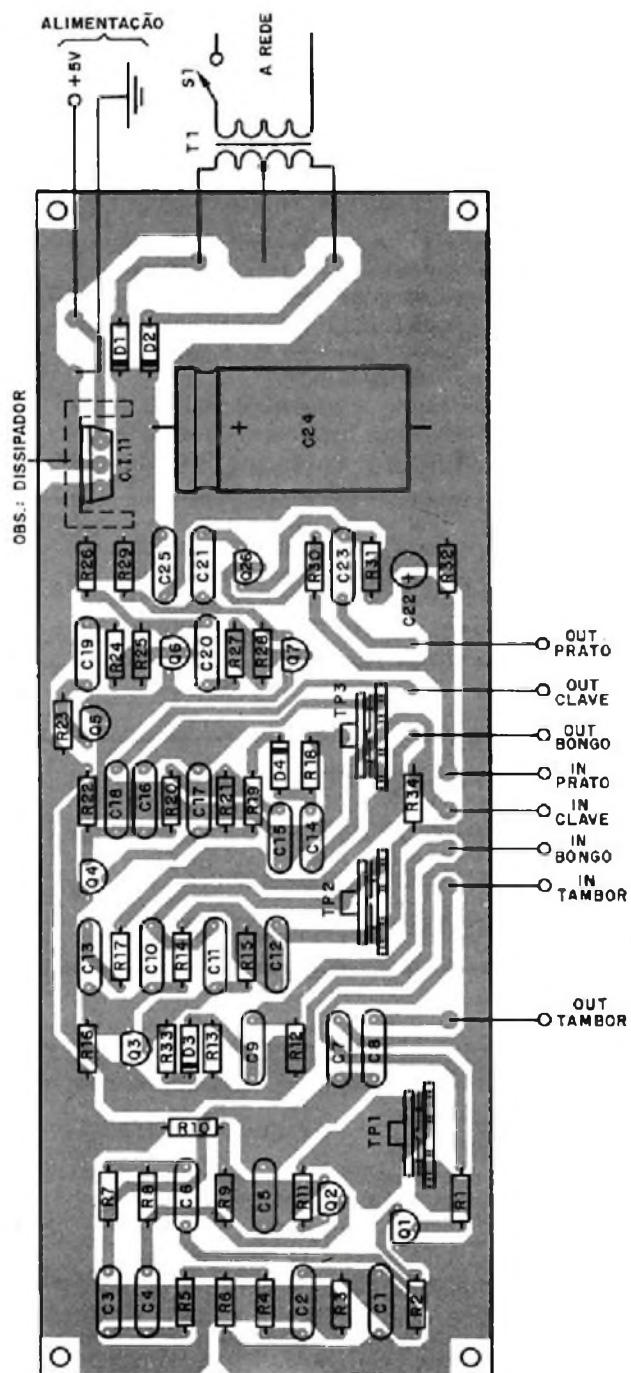 ALIMENTAÇÃO
+5V
S1
A REDE
T1
D1
D2
OBS.: DISSIPADOR
C.I.11
+
C24
R26
R29
C25
C21
Q26
R30
C23
R31
C22
+
R32
C19
R24
R25
Q6
C20
R27
R28
Q7
OUT PRATO
R23
Q5
TP3
OUT CLAVE
OUT BONGO
R22
C18
C16
R20
C17
R21
R19
D4
R18
R34
IN PRATO
IN CLAVE
C15
C14
IN BONGO
Q4
TP2
IN TAMBOR
C13
R17
C10
R14
C11
R15
C12
R16
Q3
R33
D3
R13
C9
R12
C7
C8
OUT TAMBOR
R10
TP1
R7
R8
C6
R9
C5
R11
Q2
Q1
R1
C3
C4
R5
R6
R4
C2
R3
C1
R2